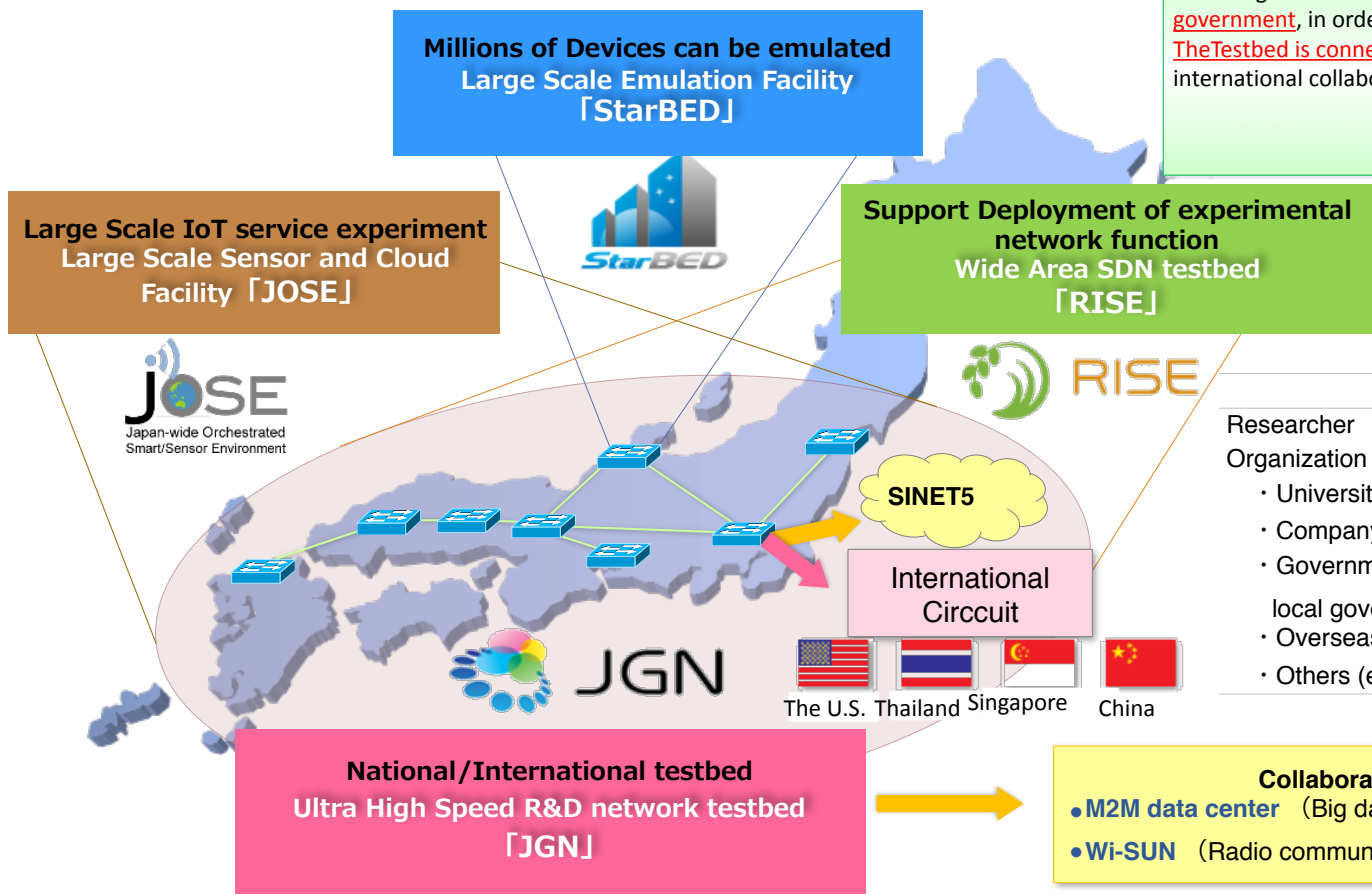 government, in orde
TheTestbed is conne
international collabo
Millions of Devices can be emulated
Large Scale Emulation Facility
「StarBED」
StarBED
Large Scale IoT service experiment
Large Scale Sensor and Cloud
Facility「JOSE」
JOSE
Japan-wide Orchestrated
Smart/Sensor Environment
Support Deployment of experimental
network function
Wide Area SDN testbed
「RISE」
RISE
Researcher
Organization
・Universit
・Company
・Governm
local gove
・Overseas
・Others (e
SINET5
International
Circcuit
The U.S. Thailand Singapore China
JGN
National/International testbed
Ultra High Speed R&D network testbed
「JGN」
Collabora
●M2M data center （Big da
●Wi-SUN （Radio commun